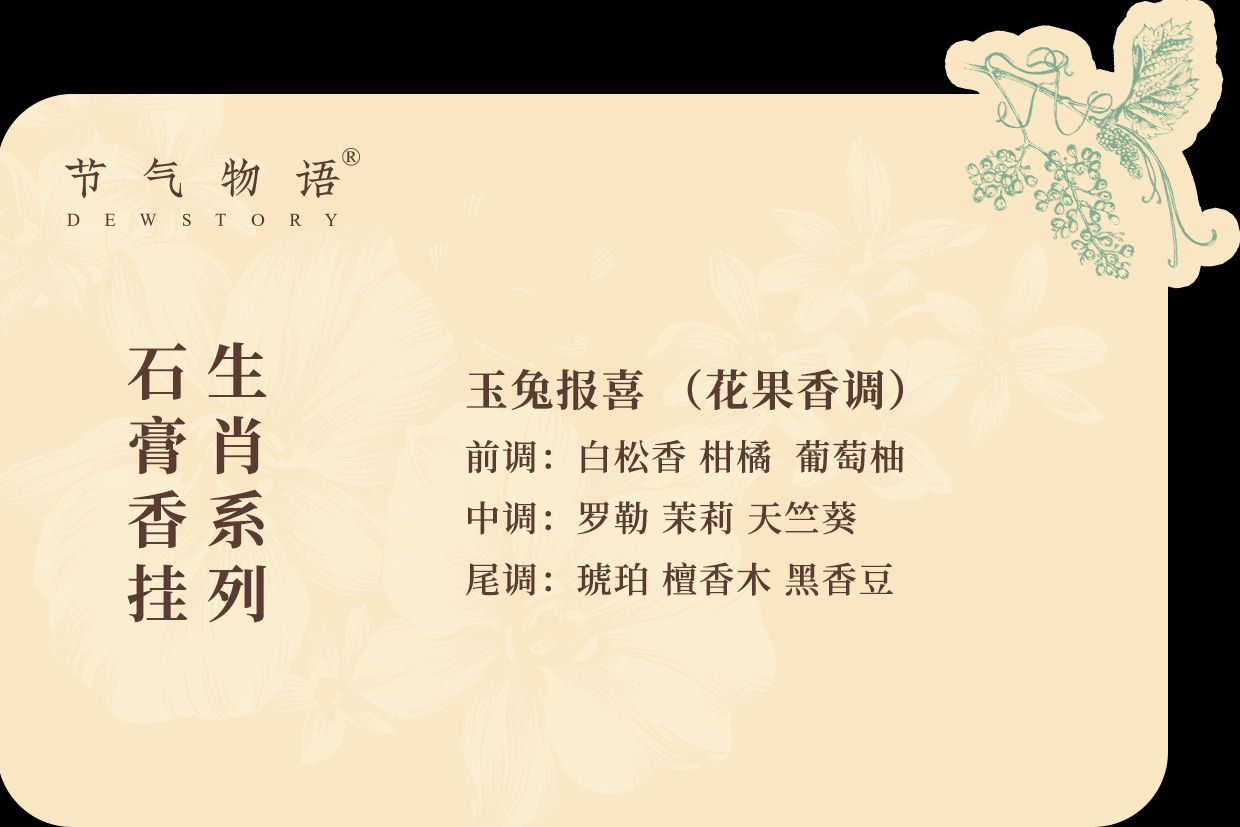 节气物语®
DEWSTORY
生肖系列
石膏香挂
玉兔报喜 （花果香调）
前调：白松香 柑橘 葡萄柚
中调：罗勒 茉莉 天竺葵
尾调：琥珀 檀香木 黑香豆